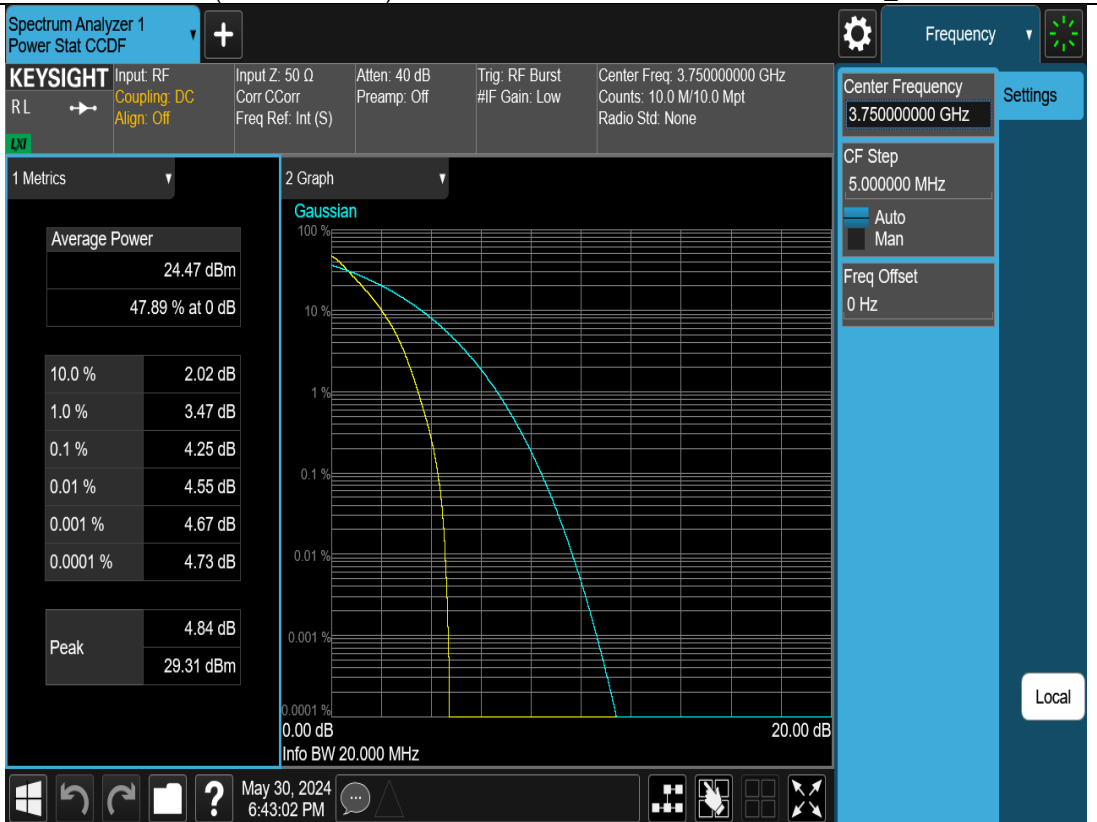 Spectrum Analyzer 1
Power Stat CCDF
Frequency
KEYSIGHT
R L
LXI
Input: RF
Coupling: DC
Align: Off
Input Z: 50 Ω
Corr CCorr
Freq Ref: Int (S)
Atten: 40 dB
Preamp: Off
Trig: RF Burst
#IF Gain: Low
Center Freq: 3.750000000 GHz
Counts: 10.0 M/10.0 Mpt
Radio Std: None
Center Frequency
3.750000000 GHz
Settings
CF Step
5.000000 MHz
Auto
Man
Freq Offset
0 Hz
1 Metrics
Average Power
24.47 dBm
47.89 % at 0 dB
10.0 % 2.02 dB
1.0 % 3.47 dB
0.1 % 4.25 dB
0.01 % 4.55 dB
0.001 % 4.67 dB
0.0001 % 4.73 dB
Peak 4.84 dB
29.31 dBm
2 Graph
Gaussian
100 %
10 %
1 %
0.1 %
0.01 %
0.001 %
0.0001 %
0.00 dB 20.00 dB
Info BW 20.000 MHz
Local
?
May 30, 2024
6:43:02 PM